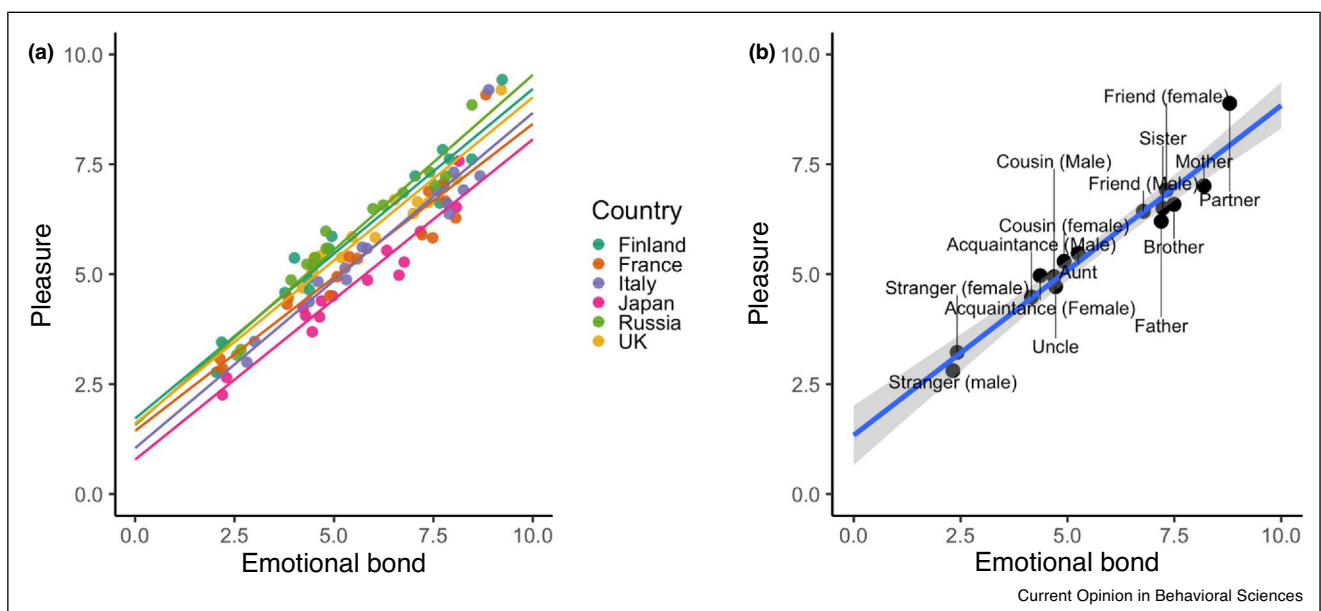 (a)
10.0
7.5
5.0
2.5
0.0
Pleasure
0.0 2.5 5.0 7.5 10.0
Emotional bond
Country
Finland
France
Italy
Japan
Russia
UK
(b)
10.0
7.5
5.0
2.5
0.0
Pleasure
Friend (female)
Sister
Cousin (Male)
Mother
Friend (Male)
Partner
Cousin (female)
Acquaintance (Male)
Brother
Aunt
Stranger (female)
Acquaintance (Female)
Father
Uncle
Stranger (male)
0.0 2.5 5.0 7.5 10.0
Emotional bond
Current Opinion in Behavioral Sciences